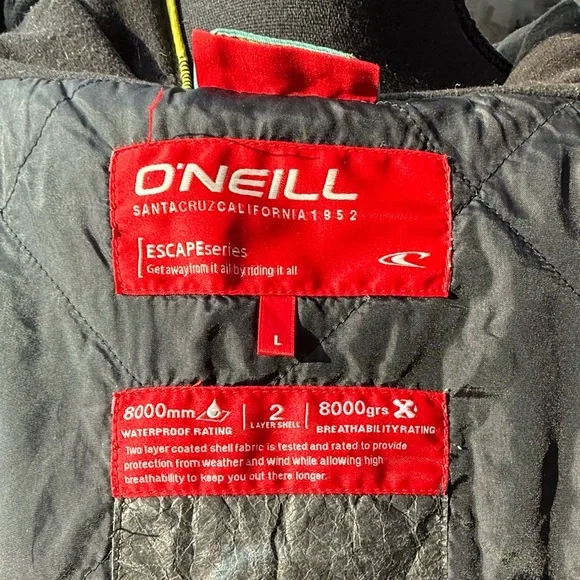 O'NEILL
SANTACRUZCALIFORNIA1952
ESCAPEseries
Get away from it all by riding it all
L
8000mm 2 8000grs
WATERPROOF RATING LAYER SHELL BREATHABILITY RATING
Two layer coated shell fabric is tested and rated to provide
protection from weather and wind while allowing high
breathability to keep you out there longer.